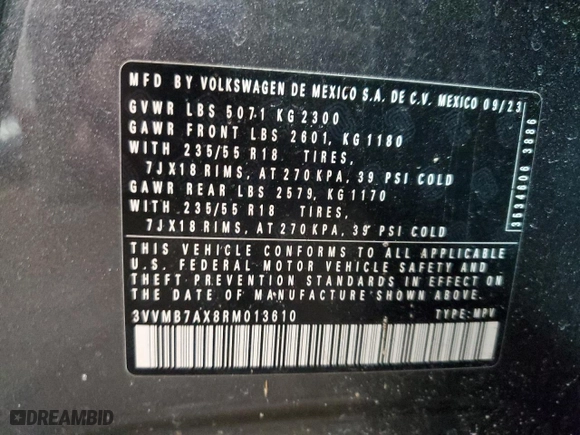 MFD BY VOLKSWAGEN DE MEXICO S.A. DE C.V. MEXICO 09/23
GVWR LBS 5071 KG 2300
GAWR FRONT LBS 2601, KG 1180
WITH 235/55 R18 TIRES,
7JX18 RIMS, AT 270 KPA, 39 PSI COLD
GAWR REAR LBS 2579, KG 1170
WITH 235/55 R18 TIRES,
7JX18 RIMS, AT 270 KPA, 39 PSI COLD
THIS VEHICLE CONFORMS TO ALL APPLICABLE
U.S. FEDERAL MOTOR VEHICLE SAFETY AND
THEFT PREVENTION STANDARDS IN EFFECT ON
THE DATE OF MANUFACTURE SHOWN ABOVE.
3VVMB7AX8RM013610 TYPE: MPV
3534606 3886
DREAMBID